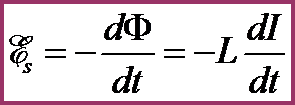 ℰₛ = −dΦ/dt = −L dI/dt